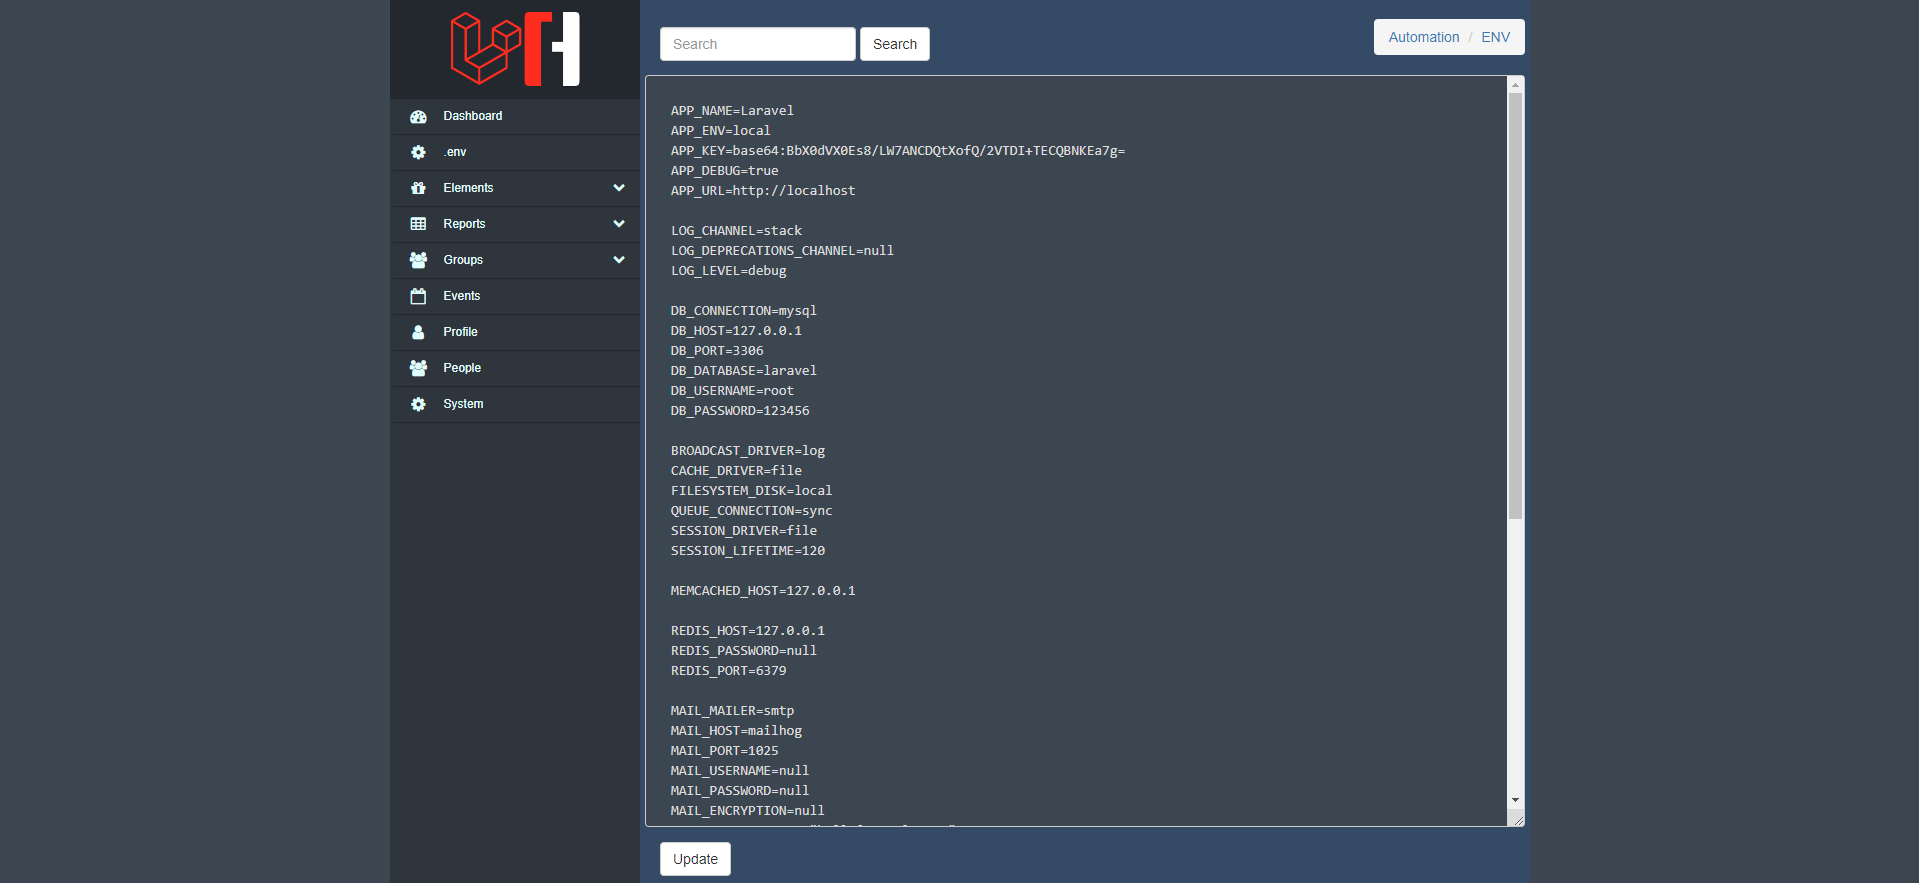 Search
Search
Automation / ENV
Dashboard
.env
Elements
Reports
Groups
Events
Profile
People
System
APP_NAME=Laravel
APP_ENV=local
APP_KEY=base64:BbX0dVX0Es8/LW7ANCDQtXofQ/2VTDI+TECQBNKEa7g=
APP_DEBUG=true
APP_URL=http://localhost
LOG_CHANNEL=stack
LOG_DEPRECATIONS_CHANNEL=null
LOG_LEVEL=debug
DB_CONNECTION=mysql
DB_HOST=127.0.0.1
DB_PORT=3306
DB_DATABASE=laravel
DB_USERNAME=root
DB_PASSWORD=123456
BROADCAST_DRIVER=log
CACHE_DRIVER=file
FILESYSTEM_DISK=local
QUEUE_CONNECTION=sync
SESSION_DRIVER=file
SESSION_LIFETIME=120
MEMCACHED_HOST=127.0.0.1
REDIS_HOST=127.0.0.1
REDIS_PASSWORD=null
REDIS_PORT=6379
MAIL_MAILER=smtp
MAIL_HOST=mailhog
MAIL_PORT=1025
MAIL_USERNAME=null
MAIL_PASSWORD=null
MAIL_ENCRYPTION=null
Update